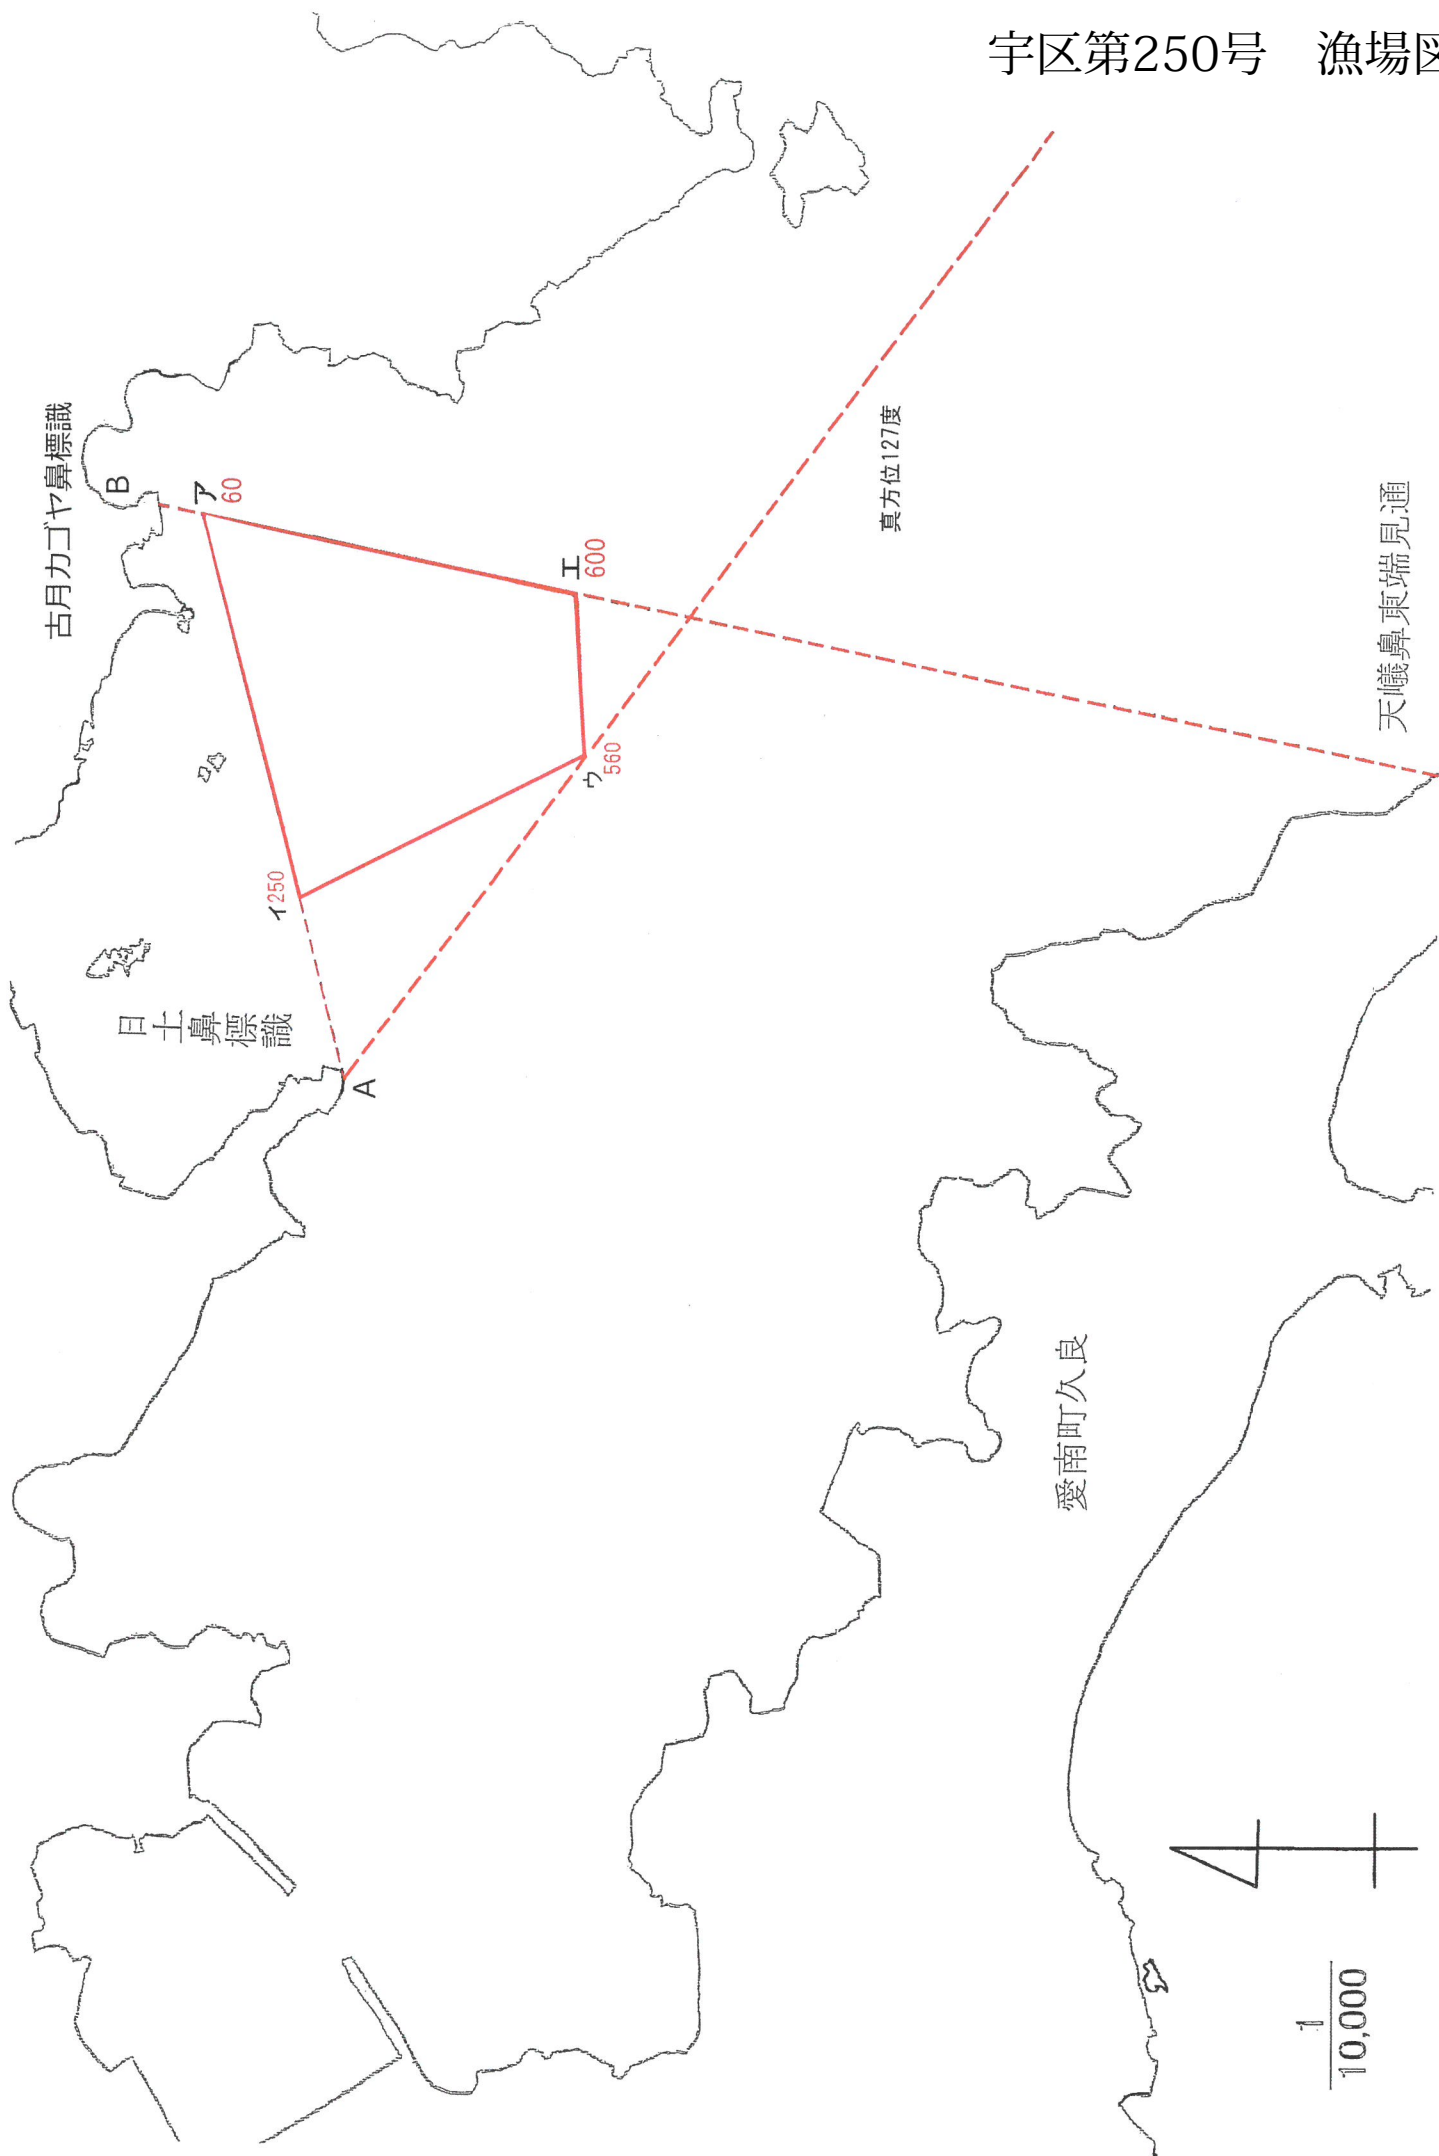 宇区第250号 漁場図
古月カゴヤ鼻標識
B
ア
60
エ
600
真方位127度
ウ
560
イ
250
日土鼻標識
A
天嶬鼻東端見通
愛南町久良
1
10,000